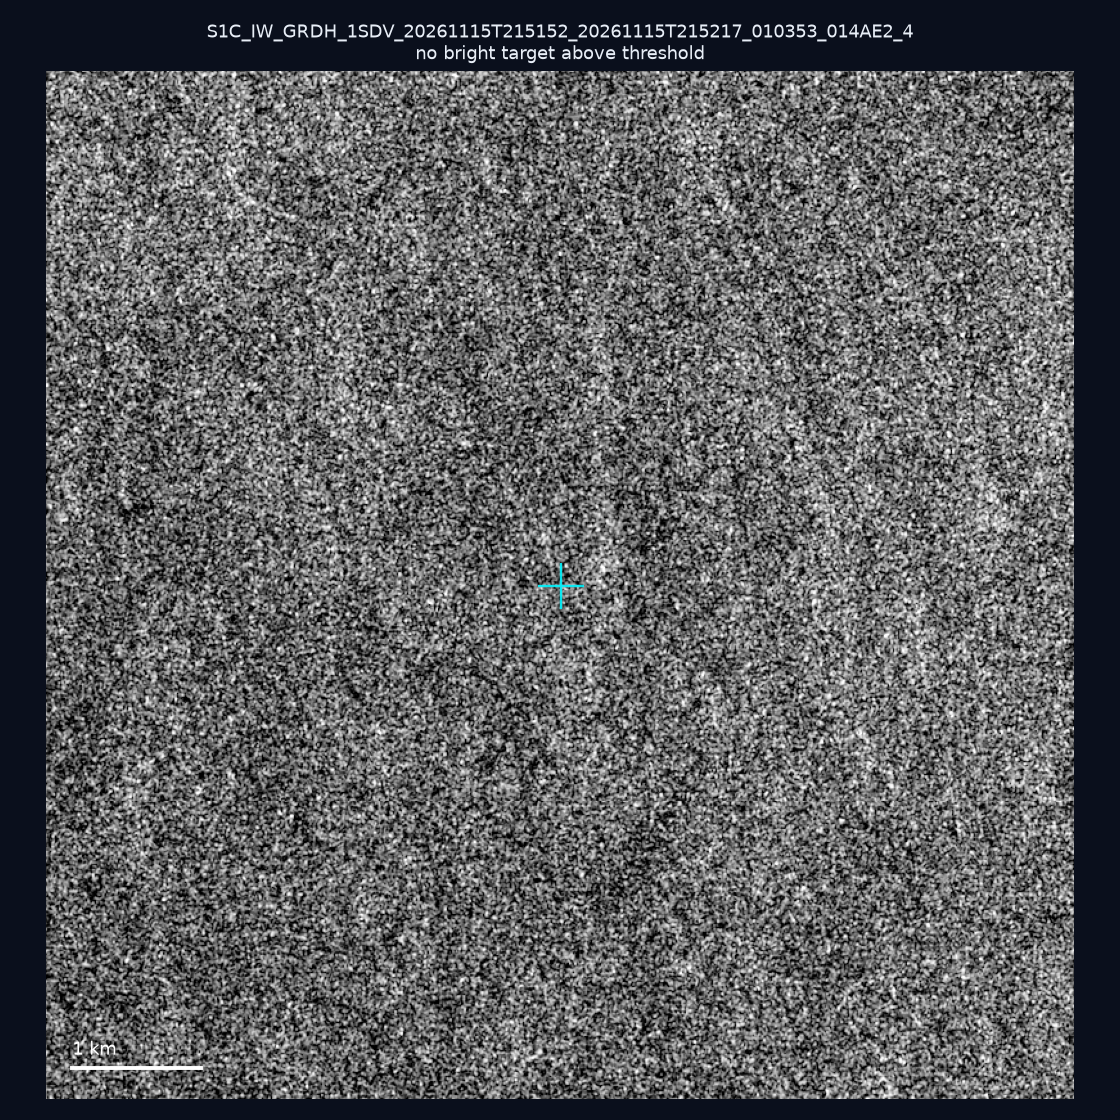 S1C_IW_GRDH_1SDV_20261115T215152_20261115T215217_010353_014AE2_4
no bright target above threshold
1 km